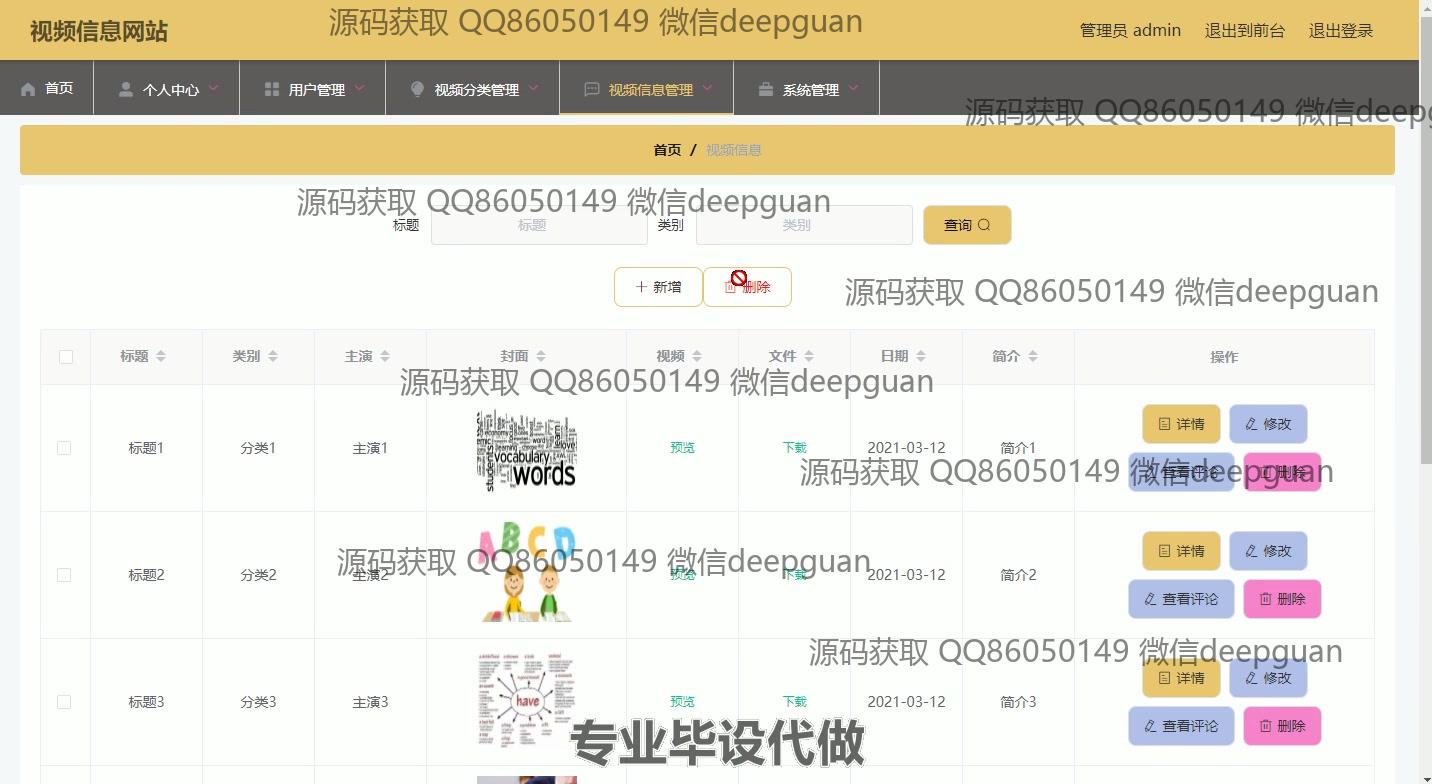 视频信息网站
源码获取 QQ86050149 微信deepguan
管理员 admin 退出到前台 退出登录
首页 个人中心 用户管理 视频分类管理 视频信息管理 系统管理
源码获取 QQ86050149 微信deepg
首页 / 视频信息
源码获取 QQ86050149 微信deepguan
标题 标题 类别 类别 查询
新增 删除
源码获取 QQ86050149 微信deepguan
标题 类别 主演 封面 视频 文件 日期 简介 操作
源码获取 QQ86050149 微信deepguan
详情 修改
vocabulary
words
students
标题1 分类1 主演1 预览 下载 2021-03-12 简介1
查看评论 删除
源码获取 QQ86050149 微信deepguan
A B C D
详情 修改
源码获取 QQ86050149 微信deepguan
标题2 分类2 主演2 预览 下载 2021-03-12 简介2
查看评论 删除
源码获取 QQ86050149 微信deepguan
详情 修改
have
标题3 分类3 主演3 预览 下载 2021-03-12 简介3
查看评论 删除
专业毕设代做